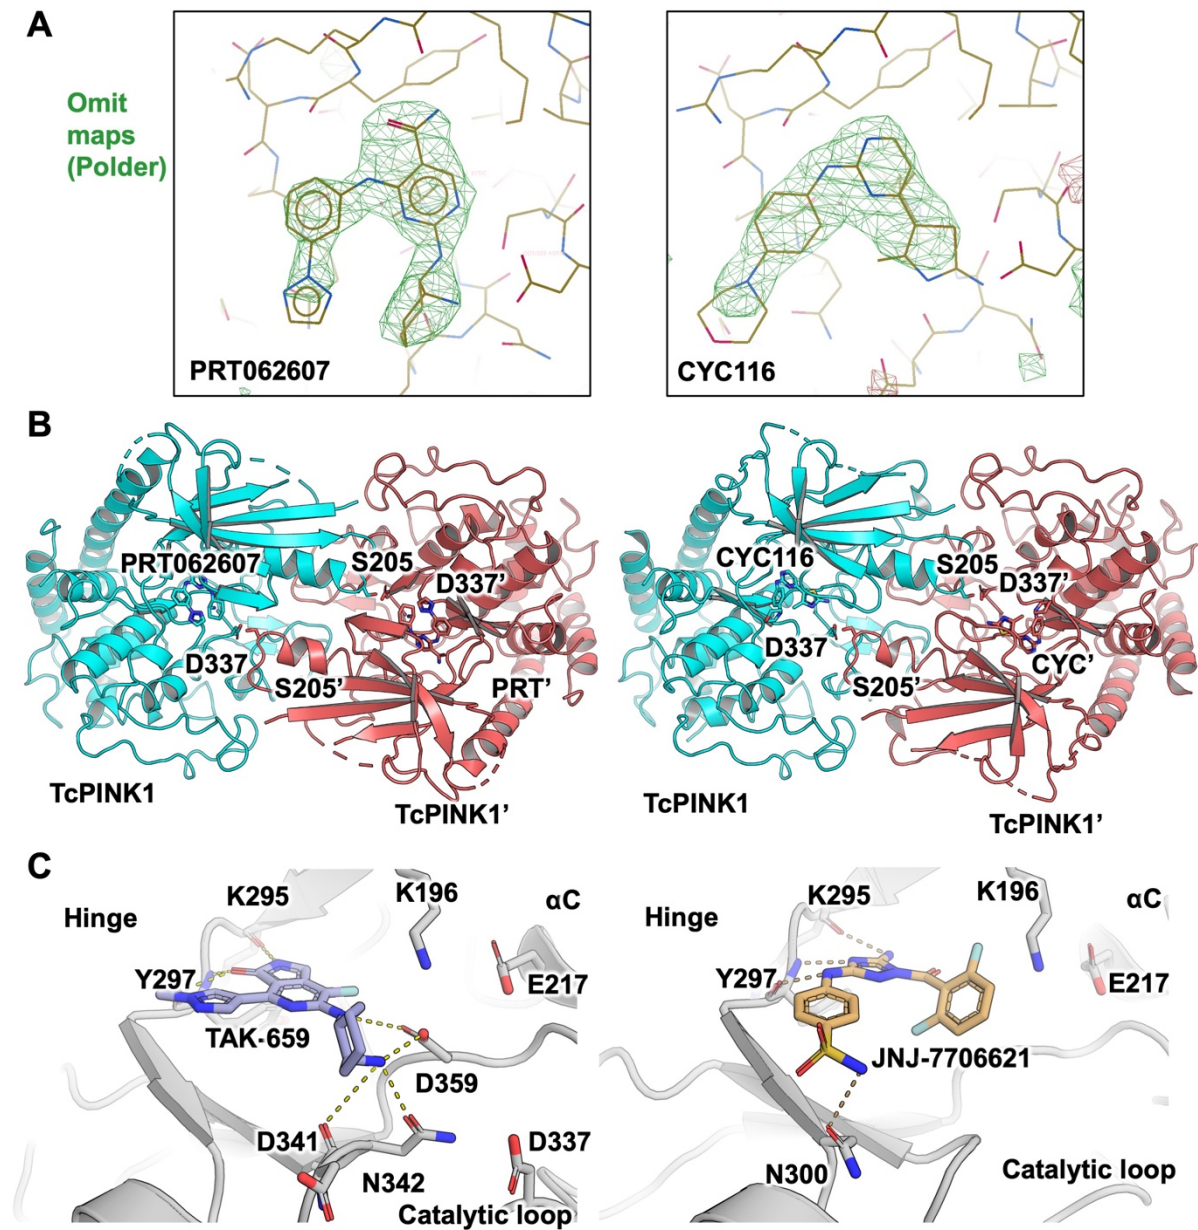 A
Omit
maps
(Polder)
PRT062607
CYC116
B
PRT062607
S205
D337’
D337
S205’
PRT’
TcPINK1
TcPINK1’
CYC116
S205
D337’
D337
S205’
CYC’
TcPINK1
TcPINK1’
C
K295
K196
αC
Hinge
Y297
E217
TAK-659
D359
D341
D337
N342
Catalytic loop
K295
K196
αC
Hinge
Y297
E217
JNJ-7706621
N300
Catalytic loop